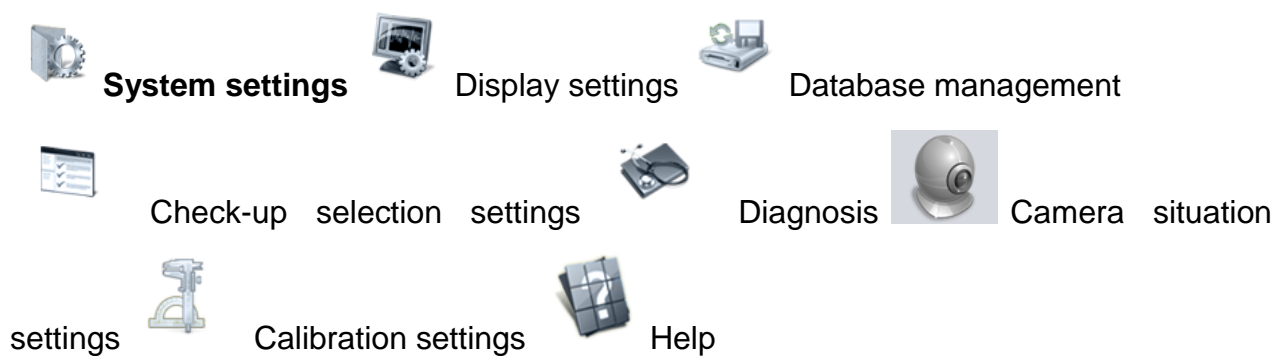 System settings Display settings Database management
Check-up selection settings Diagnosis Camera situation
settings Calibration settings Help